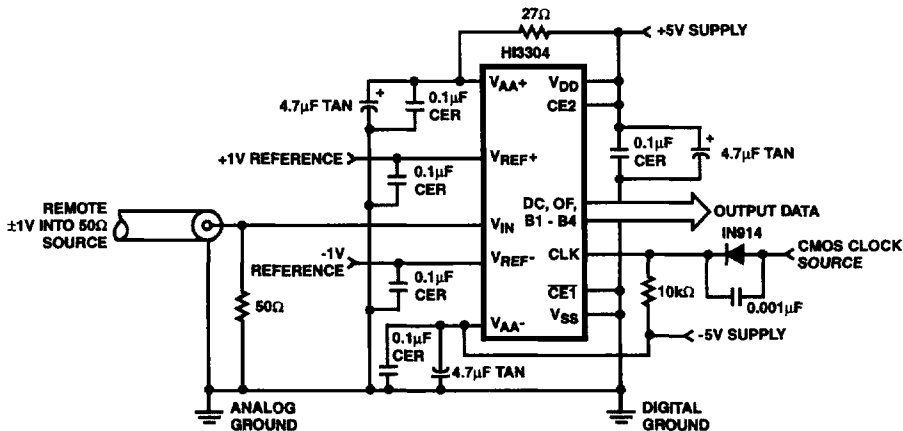 27Ω
+5V SUPPLY
HI3304
4.7µF TAN
+
0.1µF
CER
VAA+
VDD
CE2
0.1µF
CER
+
4.7µF TAN
+1V REFERENCE
0.1µF
CER
VREF+
REMOTE
±1V INTO 50Ω
SOURCE
VIN
DC, OF,
B1 - B4
OUTPUT DATA
IN914
-1V
REFERENCE
VREF-
CLK
CMOS CLOCK
SOURCE
50Ω
0.1µF
CER
CE1
10kΩ
0.001µF
VAA-
VSS
-5V SUPPLY
0.1µF
CER
4.7µF TAN
ANALOG
GROUND
DIGITAL
GROUND